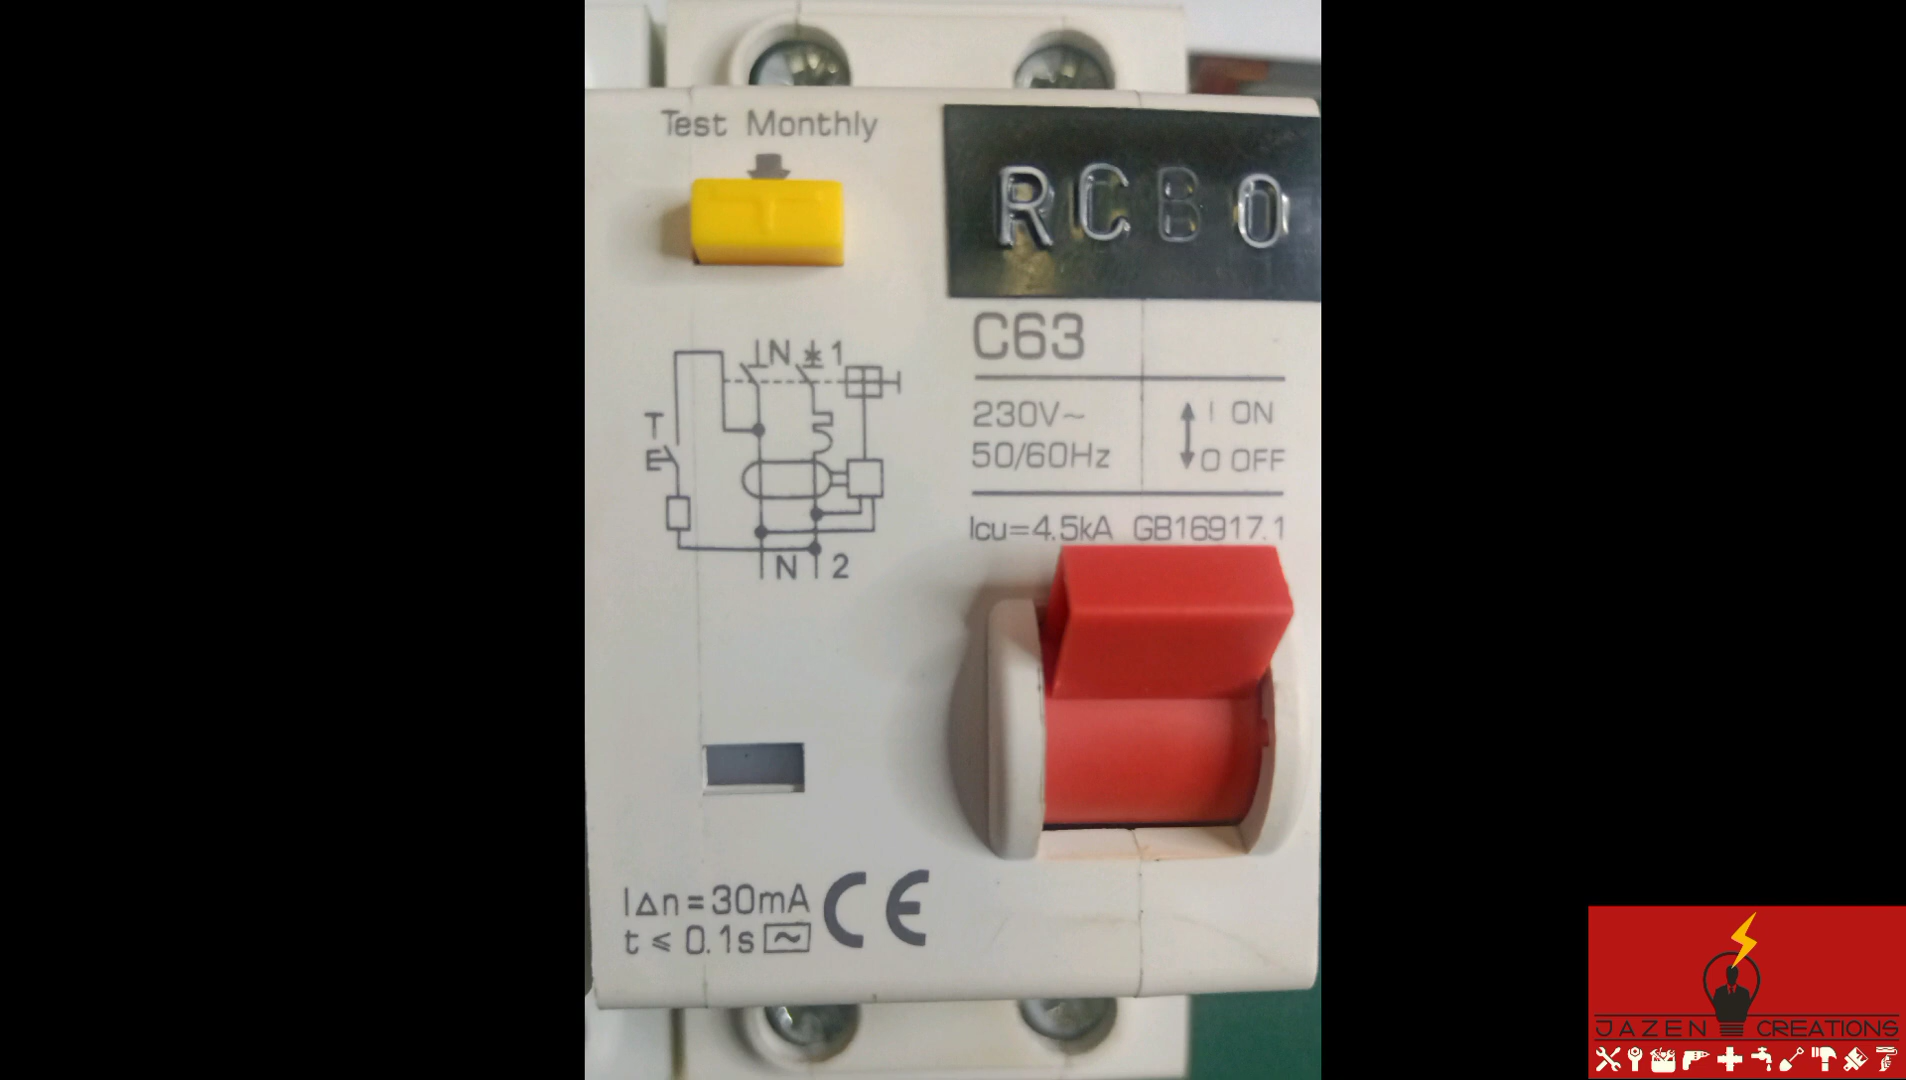 Test Monthly
RCBO
C63
230V~
50/60Hz
I ON
O OFF
Icu=4.5kA GB16917.1
N 1
T
E
N 2
I△n=30mA
t≤0.1s
CE
JAZEN CREATIONS